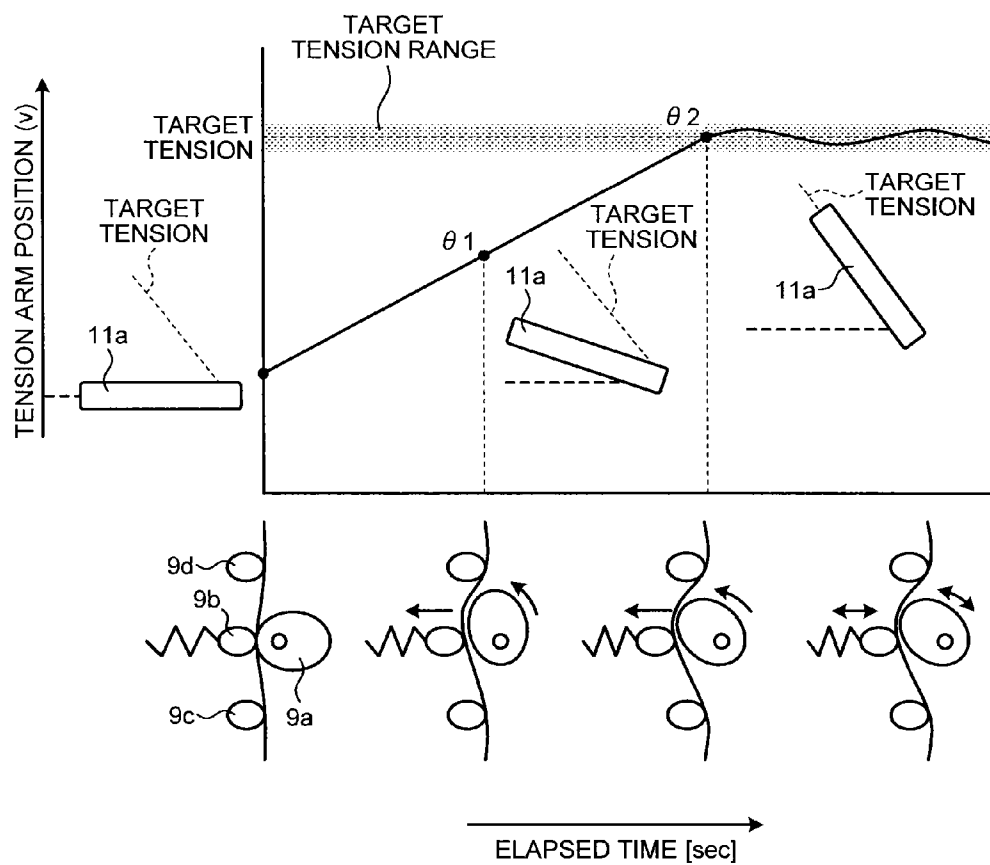 TARGET
TENSION RANGE
θ2
TARGET
TENSION
TENSION ARM POSITION (v)
TARGET
TENSION
TARGET
TENSION
TARGET
TENSION
θ1
11a
11a
11a
9d
9b
9c
9a
ELAPSED TIME [sec]